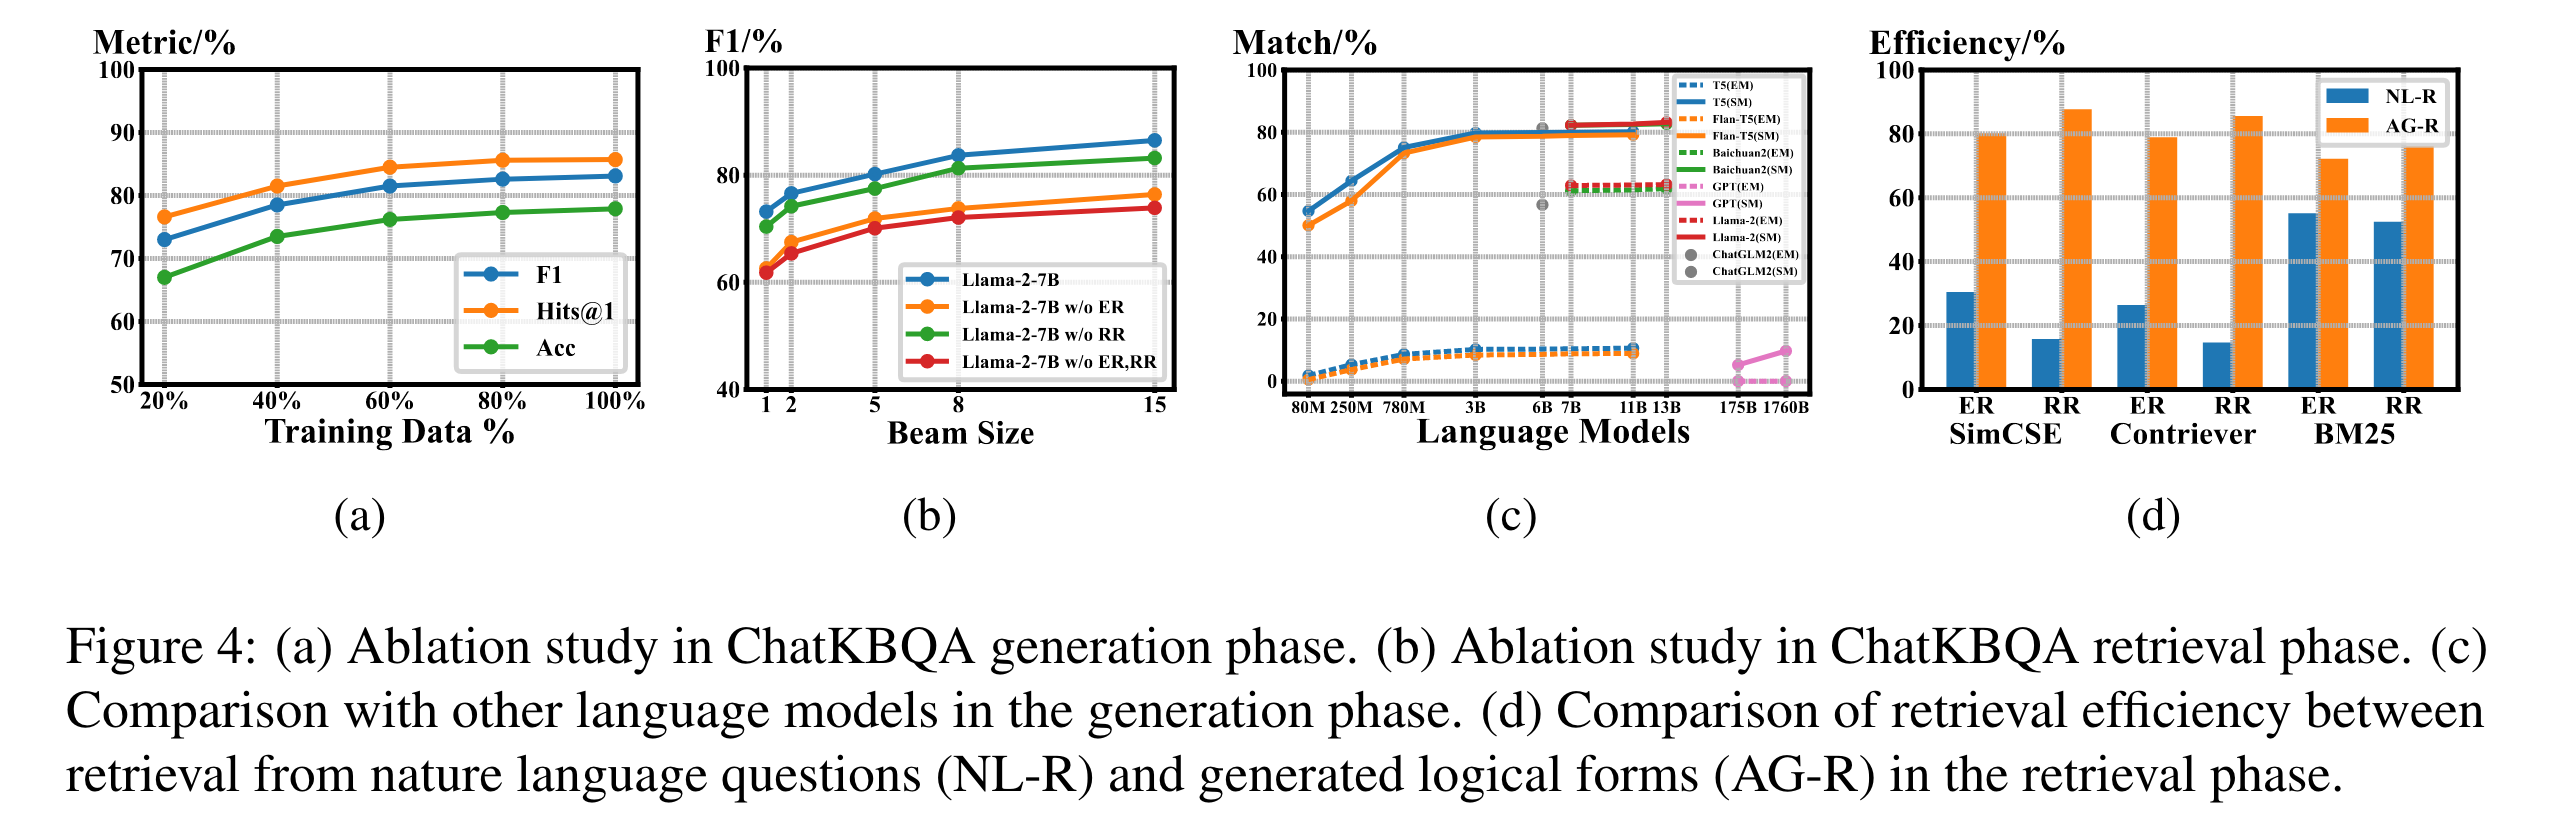 Metric/%
100
90
80
70
60
50
20% 40% 60% 80% 100%
Training Data %
F1
Hits@1
Acc
(a)
F1/%
100
80
60
40
1 2 5 8 15
Beam Size
Llama-2-7B
Llama-2-7B w/o ER
Llama-2-7B w/o RR
Llama-2-7B w/o ER,RR
(b)
Match/%
100
80
60
40
20
0
80M 250M 780M 3B 6B 7B 11B 13B 175B 1760B
Language Models
T5(EM)
T5(SM)
Flan-T5(EM)
Flan-T5(SM)
Baichuan2(EM)
Baichuan2(SM)
GPT(EM)
GPT(SM)
Llama-2(EM)
Llama-2(SM)
ChatGLM2(EM)
ChatGLM2(SM)
(c)
Efficiency/%
100
80
60
40
20
0
ER RR ER RR ER RR
SimCSE Contriever BM25
NL-R
AG-R
(d)
Figure 4: (a) Ablation study in ChatKBQA generation phase. (b) Ablation study in ChatKBQA retrieval phase. (c)
Comparison with other language models in the generation phase. (d) Comparison of retrieval efficiency between
retrieval from nature language questions (NL-R) and generated logical forms (AG-R) in the retrieval phase.